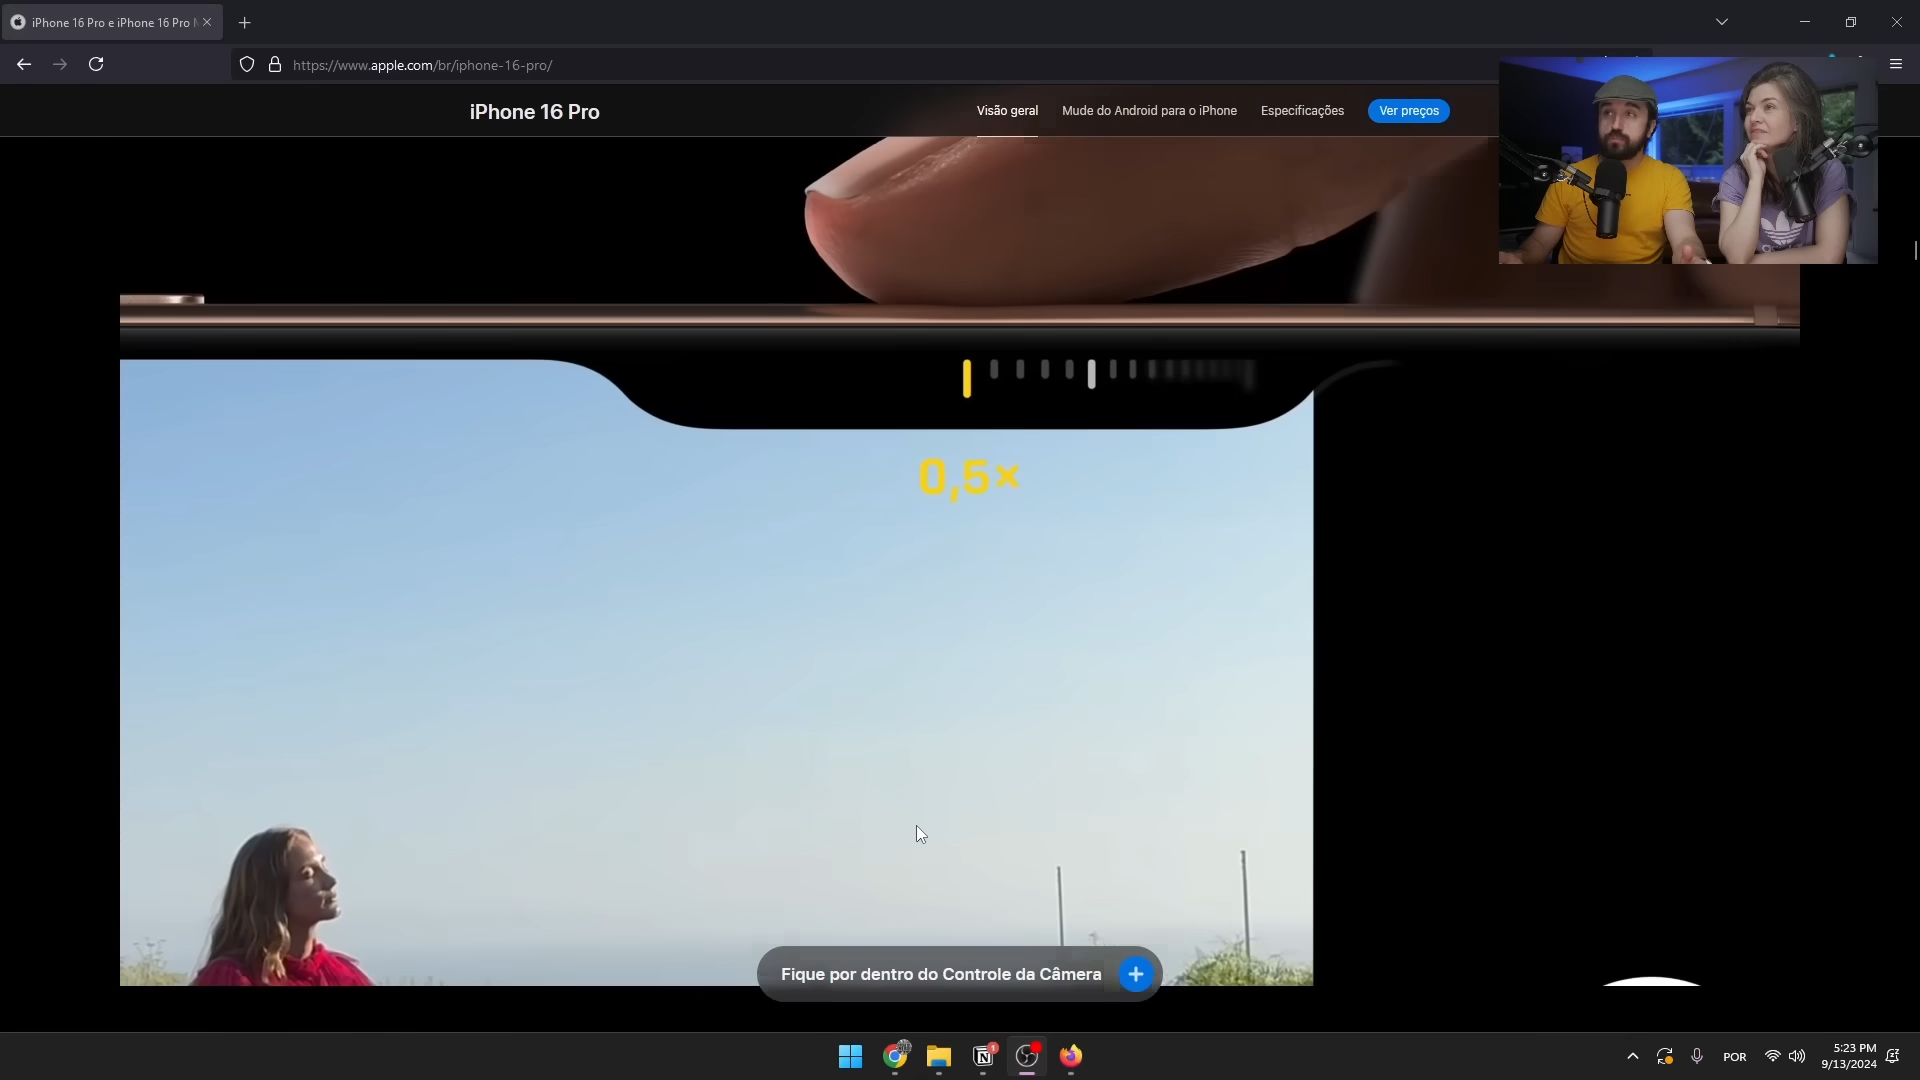 iPhone 16 Pro e iPhone 16 Pro
https://www.apple.com/br/iphone-16-pro/
iPhone 16 Pro
Visão geral
Mude do Android para o iPhone
Especificações
Ver preços
0,5×
Fique por dentro do Controle da Câmera
1
POR
5:23 PM
9/13/2024